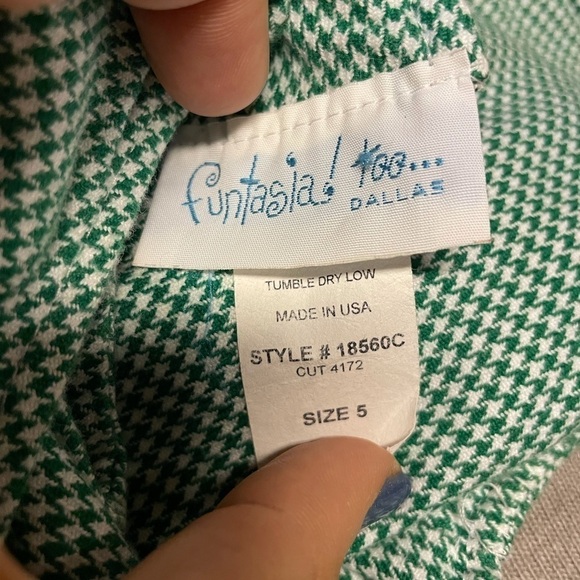 funtasia! too...
DALLAS
TUMBLE DRY LOW
MADE IN USA
STYLE # 18560C
CUT 4172
SIZE 5